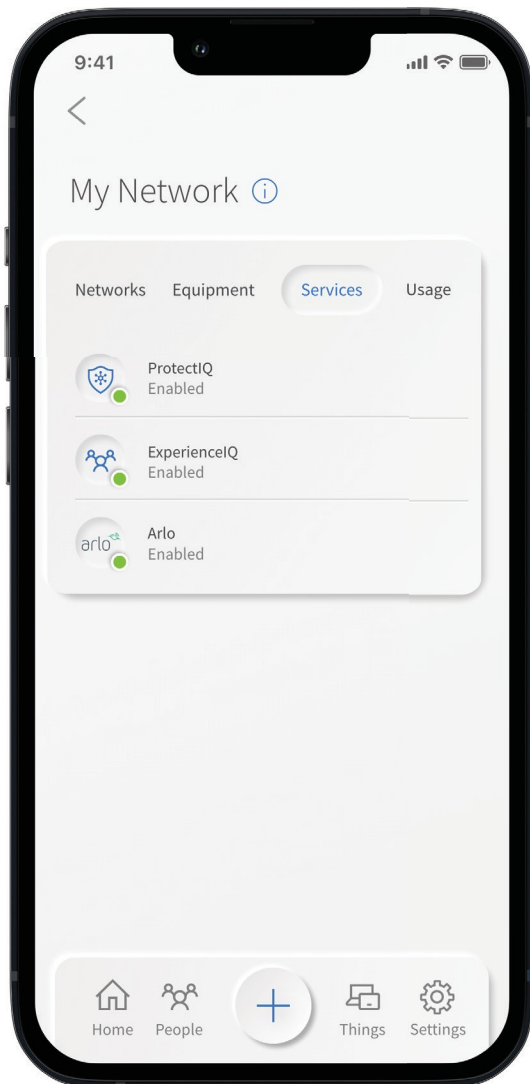 9:41
My Network
Networks Equipment Services Usage
ProtectIQ
Enabled
ExperienceIQ
Enabled
arlo
Arlo
Enabled
Home People Things Settings